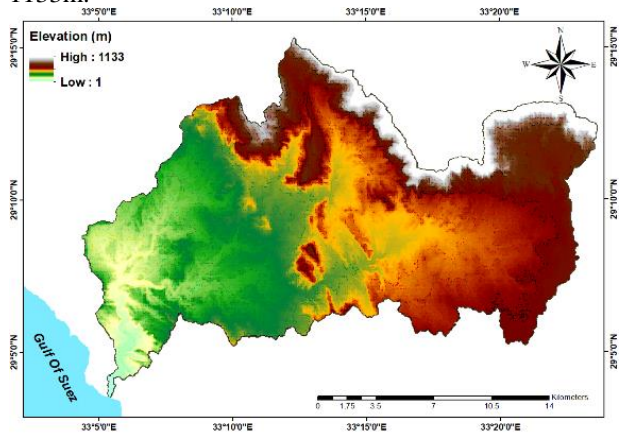 1133m.
33°5'0"E 33°10'0"E 33°15'0"E 33°20'0"E
Elevation (m)
High : 1133
Low : 1
N
W E
S
29°15'0"N 29°15'0"N
29°10'0"N 29°10'0"N
29°5'0"N 29°5'0"N
Gulf Of Suez
Kilometers
0 1.75 3.5 7 10.5 14
33°5'0"E 33°10'0"E 33°15'0"E 33°20'0"E